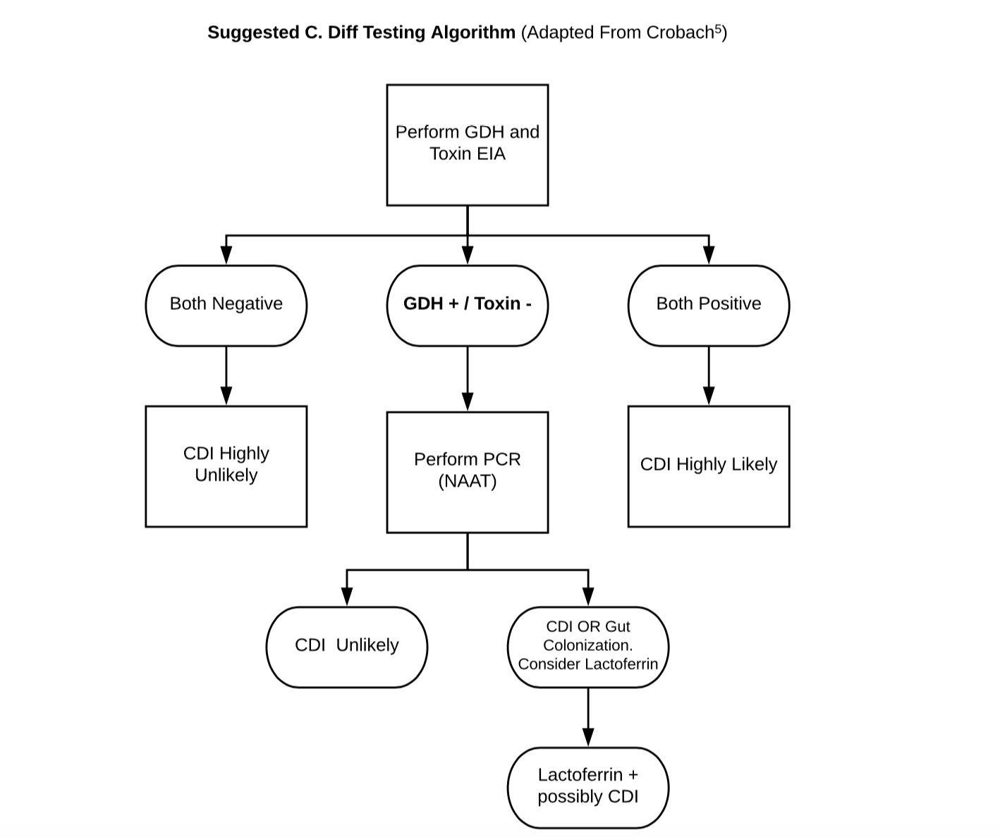 Suggested C. Diff Testing Algorithm (Adapted From Crobach⁵)
Perform GDH and
Toxin EIA
Both Negative
GDH + / Toxin -
Both Positive
CDI Highly
Unlikely
Perform PCR
(NAAT)
CDI Highly Likely
CDI  Unlikely
CDI OR Gut
Colonization.
Consider Lactoferrin
Lactoferrin +
possibly CDI